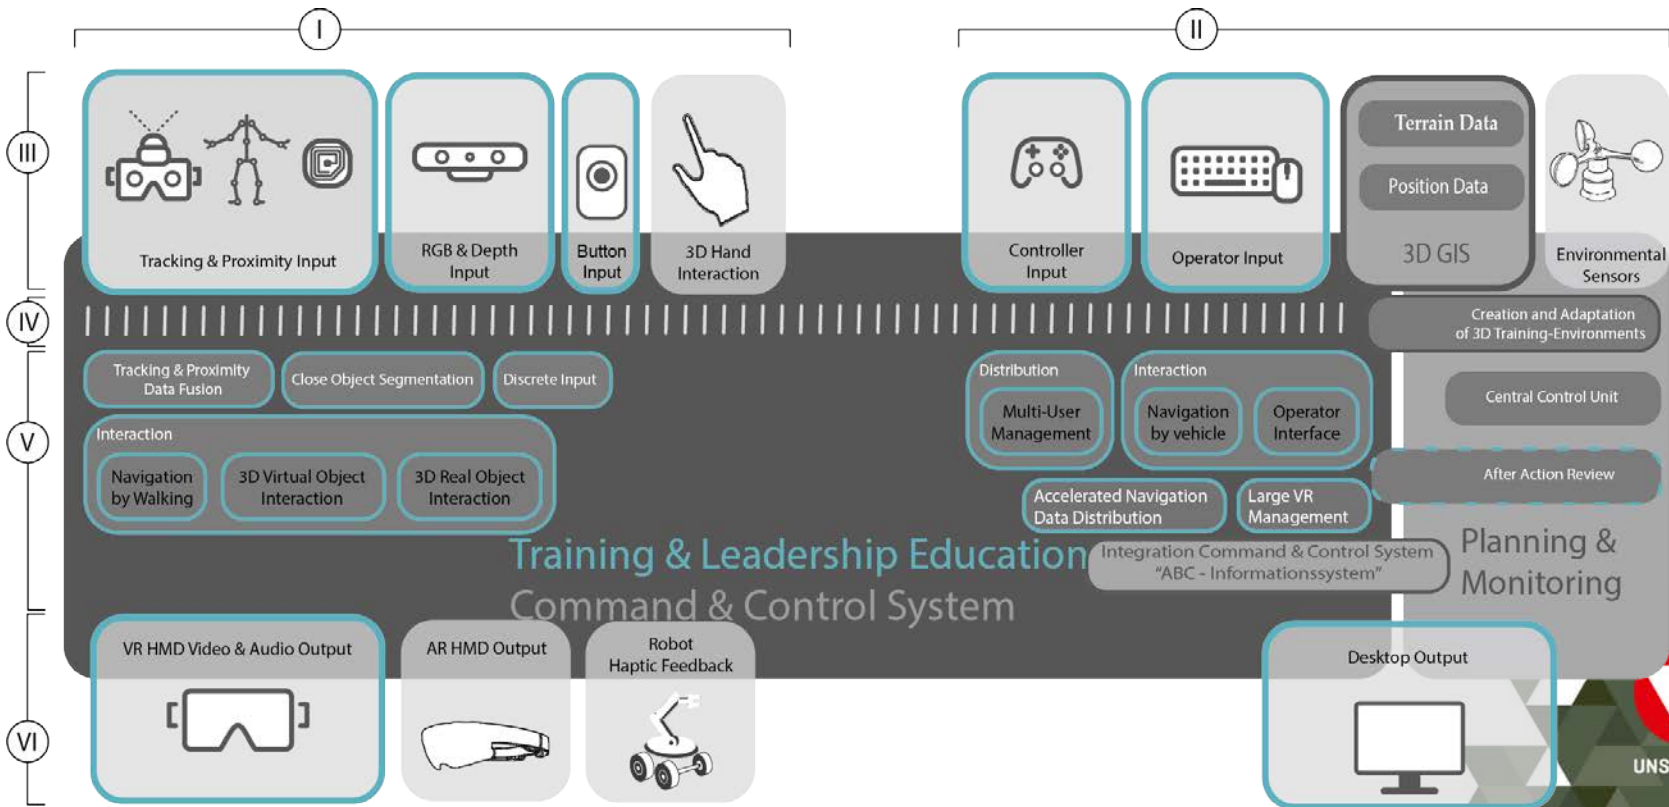 I
II
III
Tracking & Proximity Input
RGB & Depth
Input
Button
Input
3D Hand
Interaction
Controller
Input
Operator Input
Terrain Data
Position Data
3D GIS
Environmental
Sensors
IV
Creation and Adaptation
of 3D Training-Environments
V
Tracking & Proximity
Data Fusion
Close Object Segmentation
Discrete Input
Interaction
Navigation
by Walking
3D Virtual Object
Interaction
3D Real Object
Interaction
Distribution
Multi-User
Management
Interaction
Navigation
by vehicle
Operator
Interface
Central Control Unit
After Action Review
Accelerated Navigation
Data Distribution
Large VR
Management
Integration Command & Control System
"ABC - Informationssystem"
Training & Leadership Education
Command & Control System
Planning &
Monitoring
VI
VR HMD Video & Audio Output
AR HMD Output
Robot
Haptic Feedback
Desktop Output
UNS